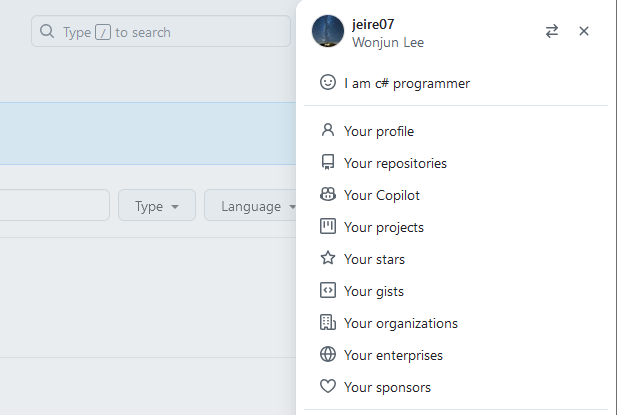 Type / to search
jeire07
Wonjun Lee
I am c# programmer
Type
Language
Your profile
Your repositories
Your Copilot
Your projects
Your stars
Your gists
Your organizations
Your enterprises
Your sponsors